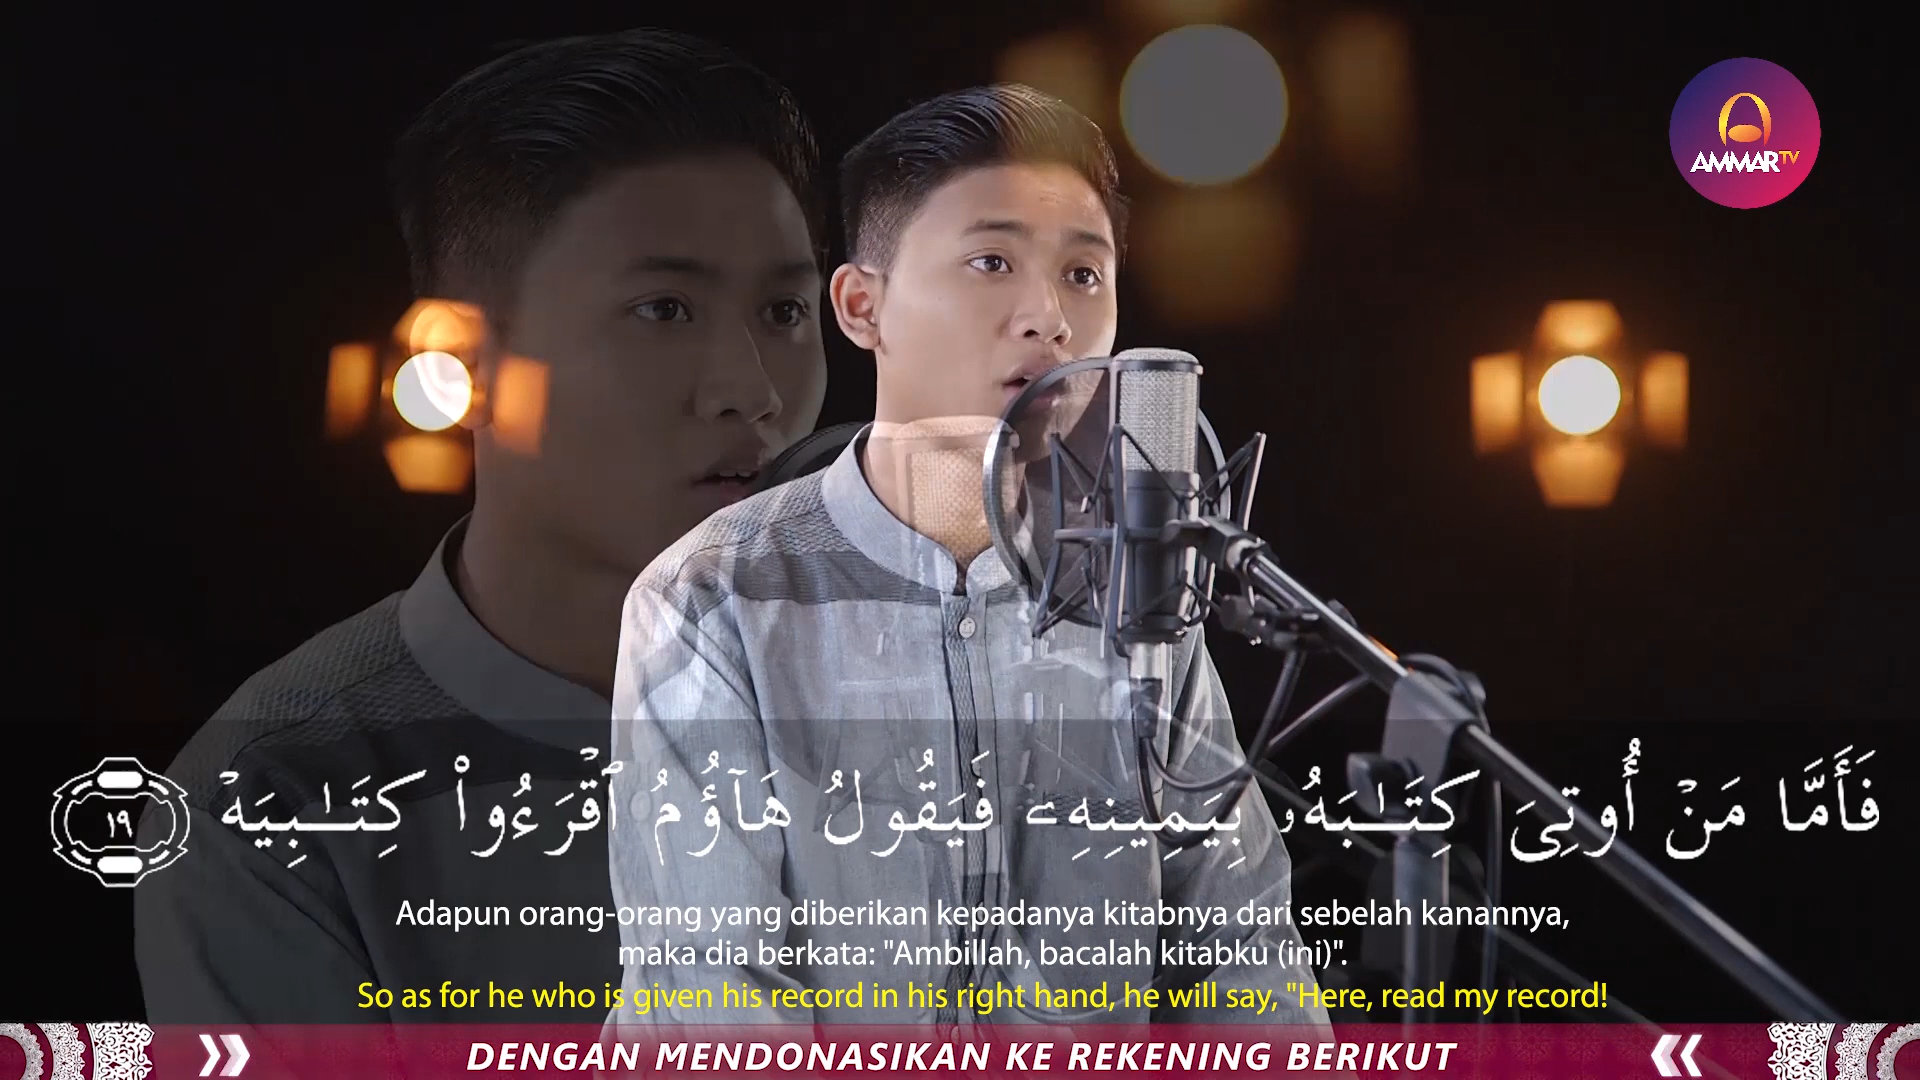 AMMARTV
فَأَمَّا مَنْ أُوتِىَ كِتَـٰبَهُۥ بِيَمِينِهِۦ فَيَقُولُ هَآؤُمُ ٱقْرَءُوا۟ كِتَـٰبِيَهْ ١٩
Adapun orang-orang yang diberikan kepadanya kitabnya dari sebelah kanannya,
maka dia berkata: "Ambillah, bacalah kitabku (ini)".
So as for he who is given his record in his right hand, he will say, "Here, read my record!
DENGAN MENDONASIKAN KE REKENING BERIKUT